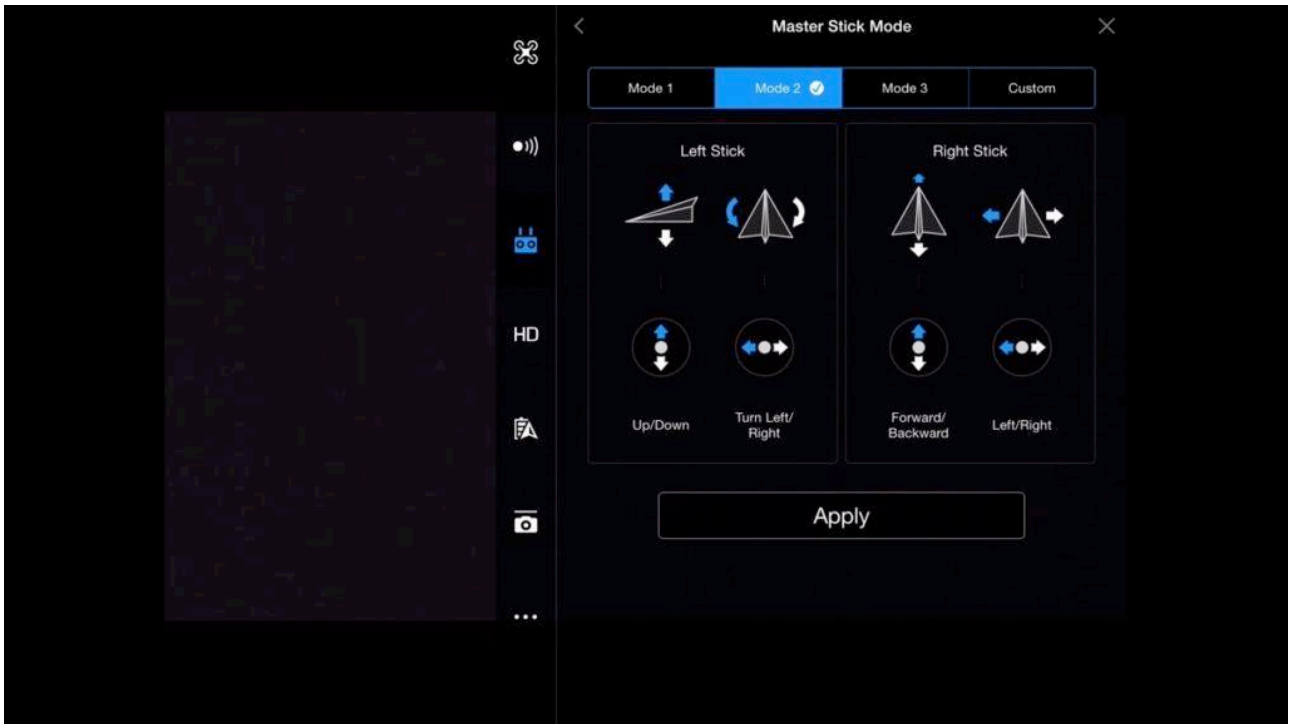 Master Stick Mode
Mode 1
Mode 2
Mode 3
Custom
Left Stick
Right Stick
HD
Up/Down
Turn Left/
Right
Forward/
Backward
Left/Right
Apply